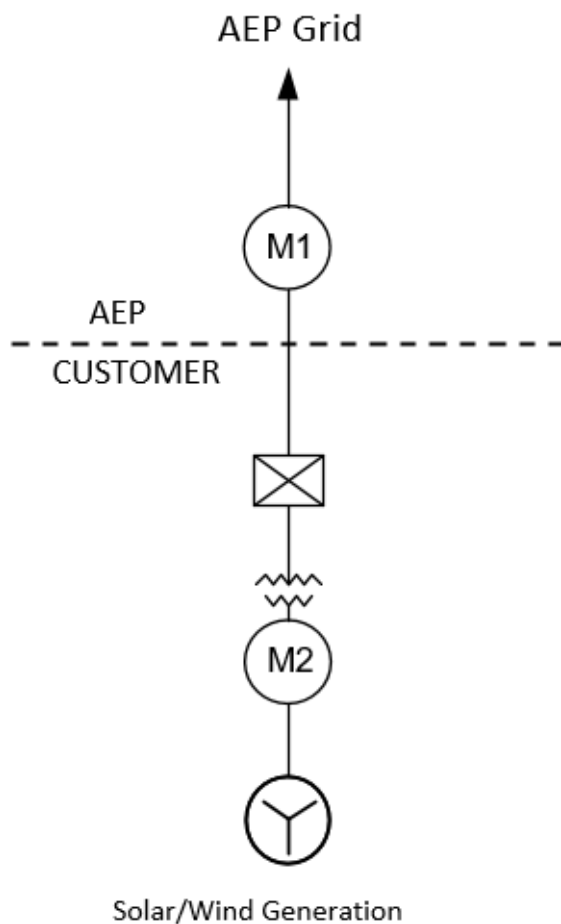 AEP Grid
M1
AEP
CUSTOMER
M2
Solar/Wind Generation